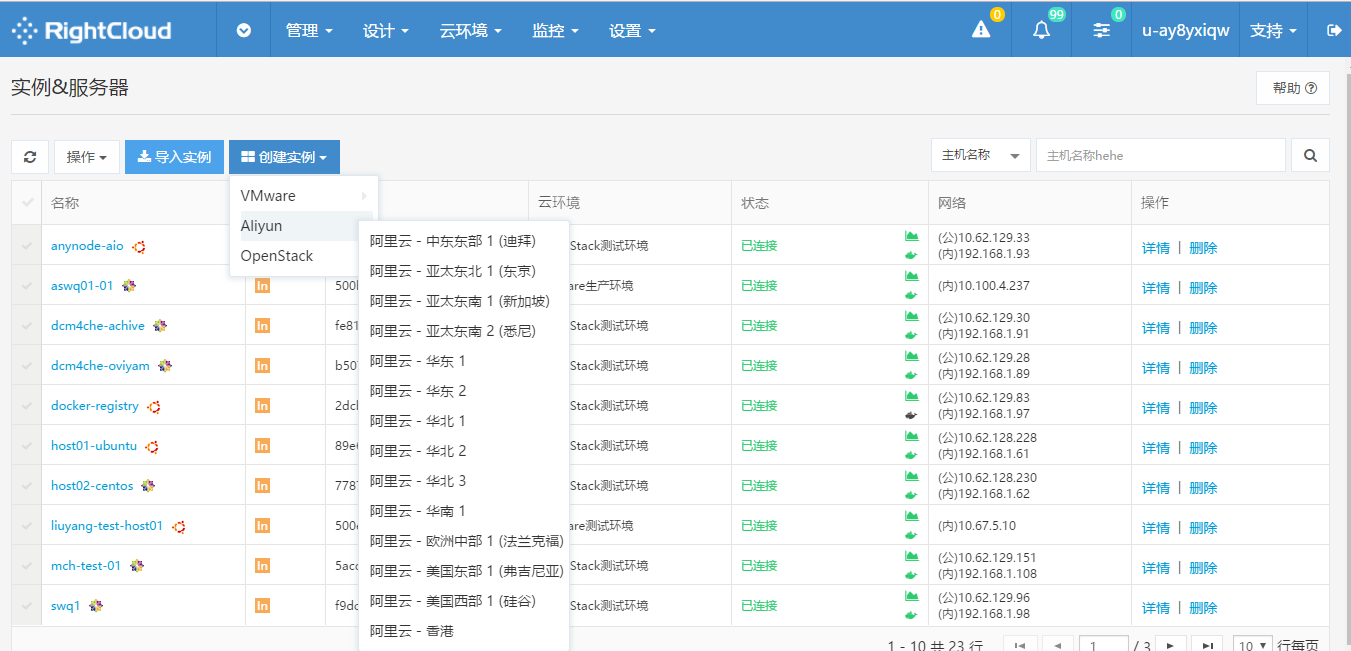 RightCloud 管理 设计 云环境 监控 设置 0 99 0 u-ay8yxiqw 支持
实例&服务器 帮助
操作 导入实例 创建实例 主机名称 主机名称hehe
名称 云环境 状态 网络 操作
VMware
Aliyun
OpenStack
阿里云 - 中东东部 1 (迪拜)
阿里云 - 亚太东北 1 (东京)
阿里云 - 亚太东南 1 (新加坡)
阿里云 - 亚太东南 2 (悉尼)
阿里云 - 华东 1
阿里云 - 华东 2
阿里云 - 华北 1
阿里云 - 华北 2
阿里云 - 华北 3
阿里云 - 华南 1
阿里云 - 欧洲中部 1 (法兰克福)
阿里云 - 美国东部 1 (弗吉尼亚)
阿里云 - 美国西部 1 (硅谷)
阿里云 - 香港
anynode-aio Stack测试环境 已连接 (公)10.62.129.33 详情 | 删除
(内)192.168.1.93
aswq01-01 In 500 are生产环境 已连接 (内)10.100.4.237 详情 | 删除
dcm4che-achive In fe81 Stack测试环境 已连接 (公)10.62.129.30 详情 | 删除
(内)192.168.1.91
dcm4che-oviyam In b507 Stack测试环境 已连接 (公)10.62.129.28 详情 | 删除
(内)192.168.1.89
docker-registry In 2dc Stack测试环境 已连接 (公)10.62.129.83 详情 | 删除
(内)192.168.1.97
host01-ubuntu In 89e Stack测试环境 已连接 (公)10.62.128.228 详情 | 删除
(内)192.168.1.61
host02-centos In 778 Stack测试环境 已连接 (公)10.62.128.230 详情 | 删除
(内)192.168.1.62
liuyang-test-host01 In 500 are测试环境 已连接 (内)10.67.5.10 详情 | 删除
mch-test-01 In 5acc Stack测试环境 已连接 (公)10.62.129.151 详情 | 删除
(内)192.168.1.108
swq1 In f9dc Stack测试环境 已连接 (公)10.62.129.96 详情 | 删除
(内)192.168.1.98
1 - 10 共 23 行 1 / 3 10 行每页